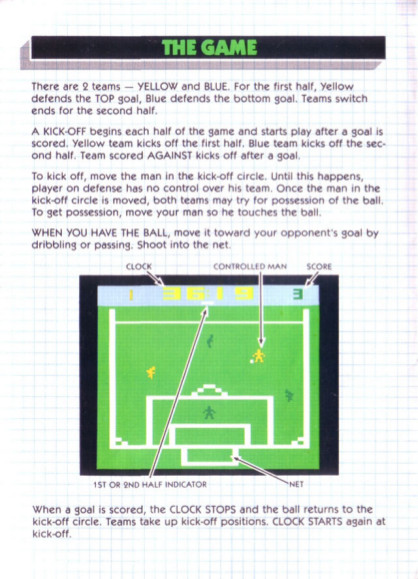 THE GAME
There are 2 teams — YELLOW and BLUE. For the first half, Yellow
defends the TOP goal, Blue defends the bottom goal. Teams switch
ends for the second half.
A KICK-OFF begins each half of the game and starts play after a goal is
scored. Yellow team kicks off the first half. Blue team kicks off the sec-
ond half. Team scored AGAINST kicks off after a goal.
To kick off, move the man in the kick-off circle. Until this happens,
player on defense has no control over his team. Once the man in the
kick-off circle is moved, both teams may try for possession of the ball.
To get possession, move your man so he touches the ball.
WHEN YOU HAVE THE BALL, move it toward your opponent's goal by
dribbling or passing. Shoot into the net.
CLOCK CONTROLLED MAN SCORE
1 36:19 3
1ST OR 2ND HALF INDICATOR NET
When a goal is scored, the CLOCK STOPS and the ball returns to the
kick-off circle. Teams take up kick-off positions. CLOCK STARTS again at
kick-off.